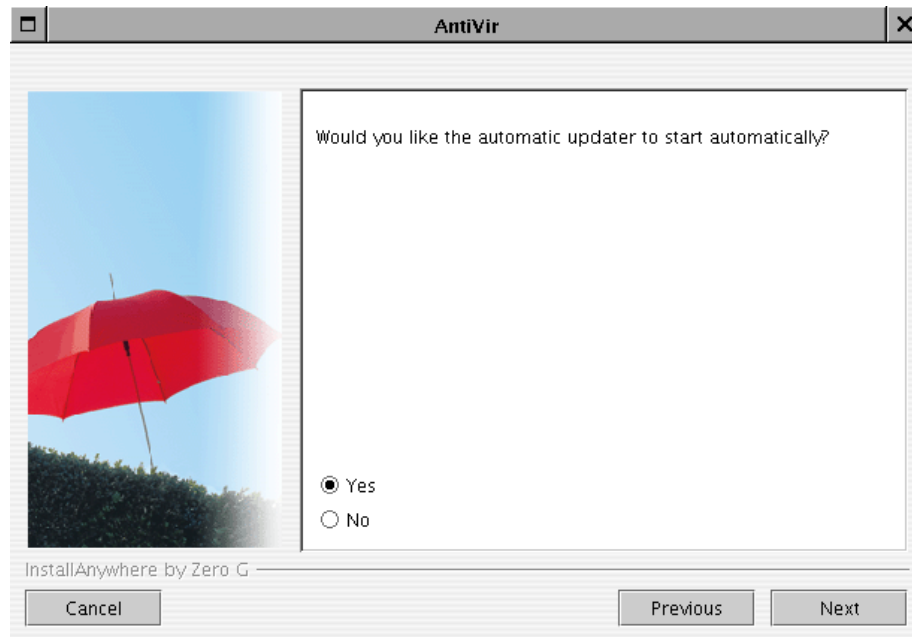 AntiVir
Would you like the automatic updater to start automatically?
Yes
No
InstallAnywhere by Zero G
Cancel
Previous
Next